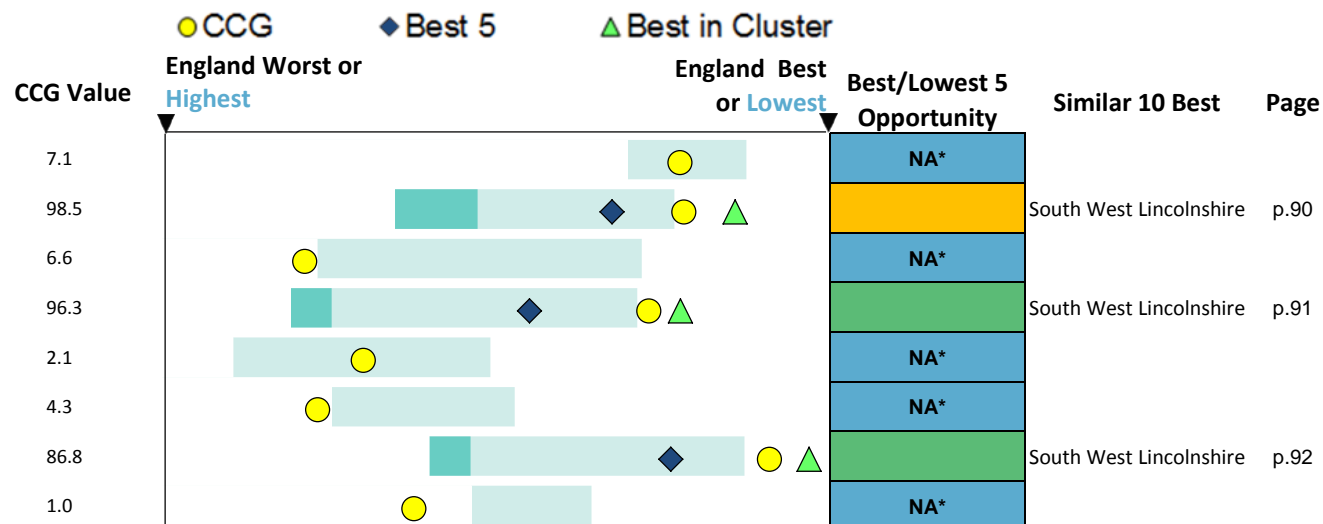 CCG Best 5 Best in Cluster
CCG Value
England Worst or
Highest
England Best
or Lowest
Best/Lowest 5
Opportunity
Similar 10 Best
Page
7.1 NA*
98.5 South West Lincolnshire p.90
6.6 NA*
96.3 South West Lincolnshire p.91
2.1 NA*
4.3 NA*
86.8 South West Lincolnshire p.92
1.0 NA*